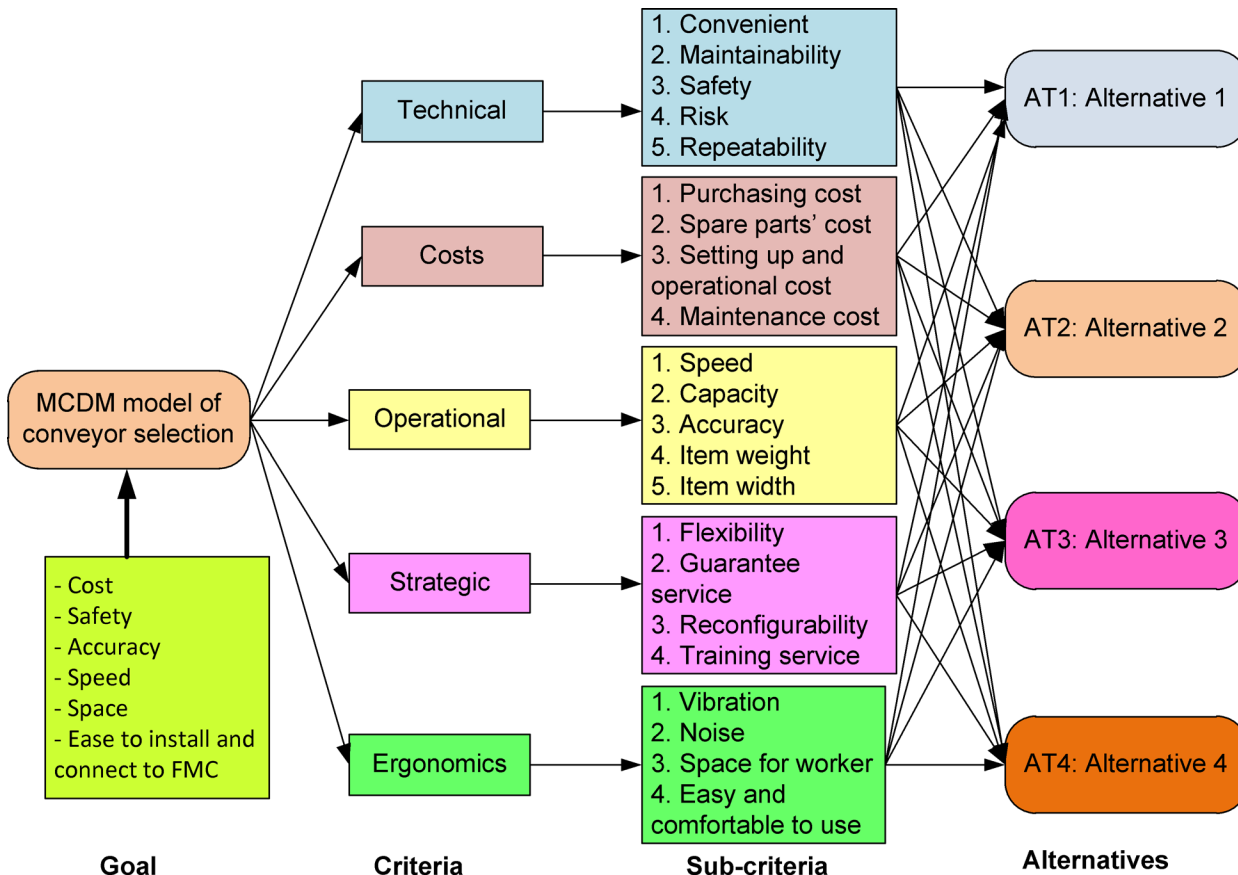 MCDM model of
conveyor selection
- Cost
- Safety
- Accuracy
- Speed
- Space
- Ease to install and
connect to FMC
Goal
Technical
Costs
Operational
Strategic
Ergonomics
Criteria
1. Convenient
2. Maintainability
3. Safety
4. Risk
5. Repeatability
1. Purchasing cost
2. Spare parts’ cost
3. Setting up and
operational cost
4. Maintenance cost
1. Speed
2. Capacity
3. Accuracy
4. Item weight
5. Item width
1. Flexibility
2. Guarantee
service
3. Reconfigurability
4. Training service
1. Vibration
2. Noise
3. Space for worker
4. Easy and
comfortable to use
Sub-criteria
AT1: Alternative 1
AT2: Alternative 2
AT3: Alternative 3
AT4: Alternative 4
Alternatives